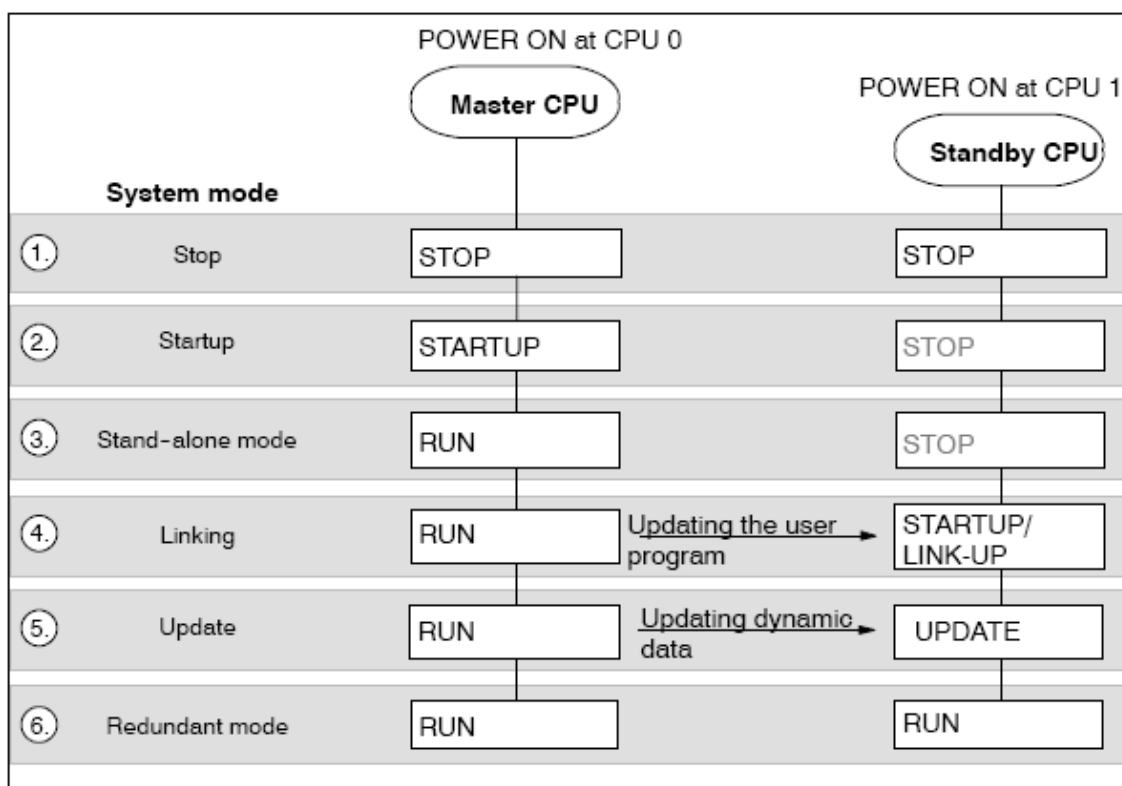 POWER ON at CPU 0
Master CPU
POWER ON at CPU 1
Standby CPU
System mode
1. Stop STOP STOP
2. Startup STARTUP STOP
3. Stand-alone mode RUN STOP
4. Linking RUN Updating the user program STARTUP/ LINK-UP
5. Update RUN Updating dynamic data UPDATE
6. Redundant mode RUN RUN